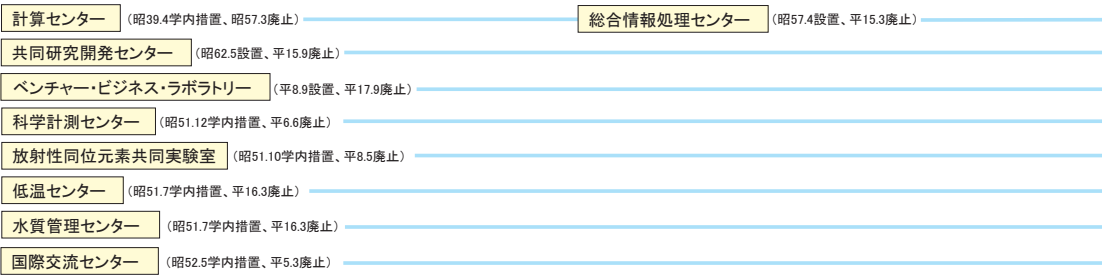 計算センター （昭39.4学内措置、昭57.3廃止） 総合情報処理センター （昭57.4設置、平15.3廃止）
共同研究開発センター （昭62.5設置、平15.9廃止）
ベンチャー・ビジネス・ラボラトリー （平8.9設置、平17.9廃止）
科学計測センター （昭51.12学内措置、平6.6廃止）
放射性同位元素共同実験室 （昭51.10学内措置、平8.5廃止）
低温センター （昭51.7学内措置、平16.3廃止）
水質管理センター （昭51.7学内措置、平16.3廃止）
国際交流センター （昭52.5学内措置、平5.3廃止）